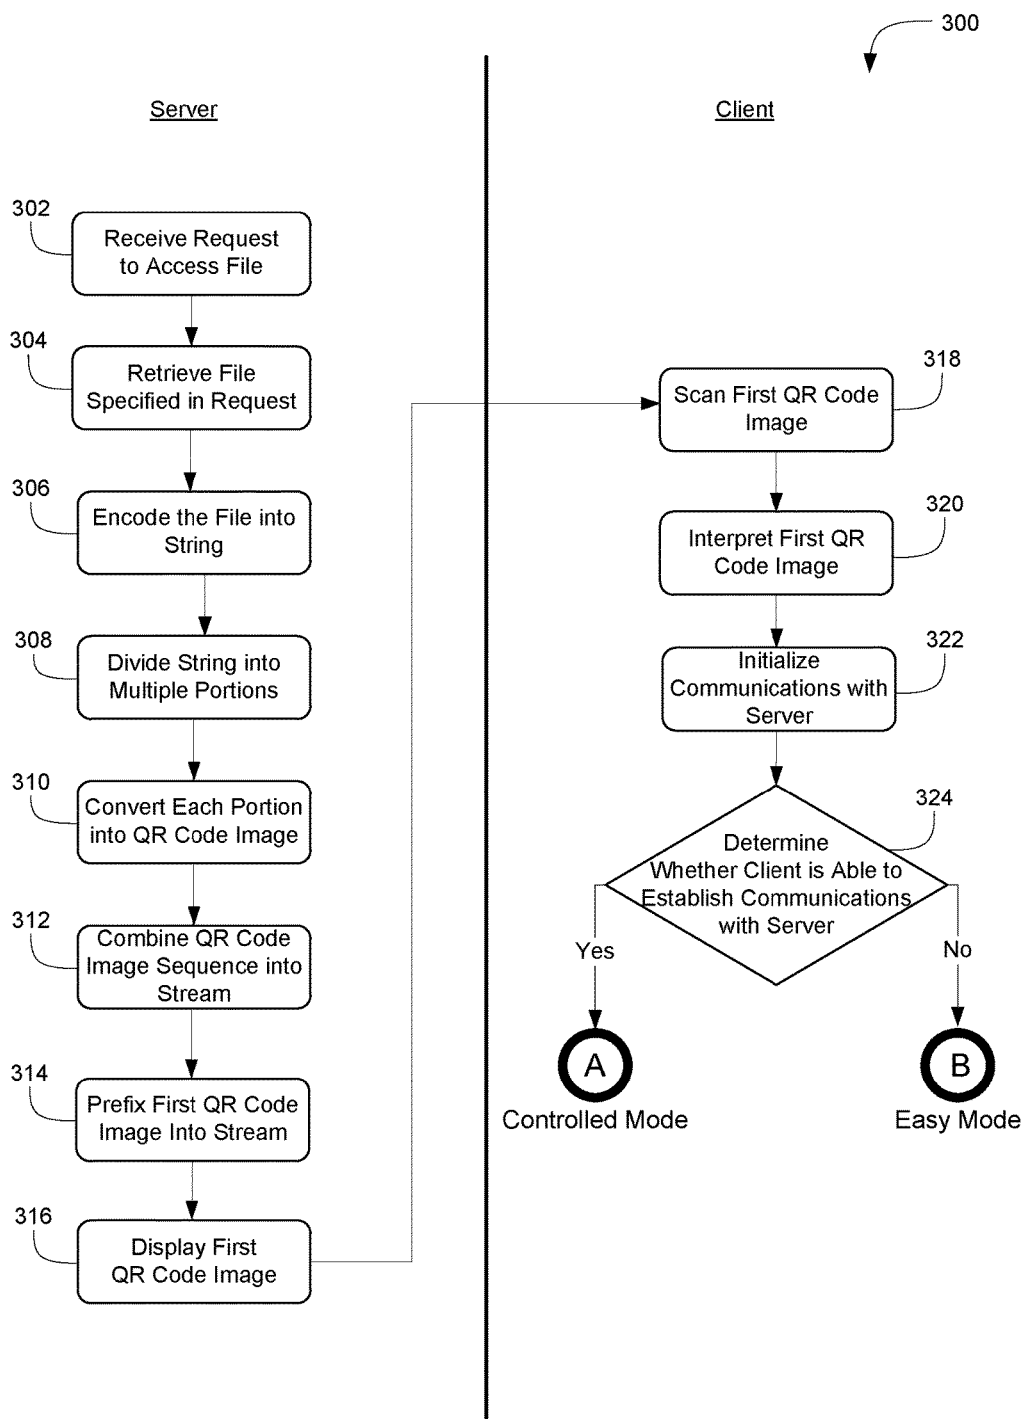 300
Server
Client
302
Receive Request
to Access File
304
Retrieve File
Specified in Request
306
Encode the File into
String
308
Divide String into
Multiple Portions
310
Convert Each Portion
into QR Code Image
312
Combine QR Code
Image Sequence into
Stream
314
Prefix First QR Code
Image Into Stream
316
Display First
QR Code Image
318
Scan First QR Code
Image
320
Interpret First QR
Code Image
322
Initialize
Communications with
Server
324
Determine
Whether Client is Able to
Establish Communications
with Server
Yes
No
A
B
Controlled Mode
Easy Mode